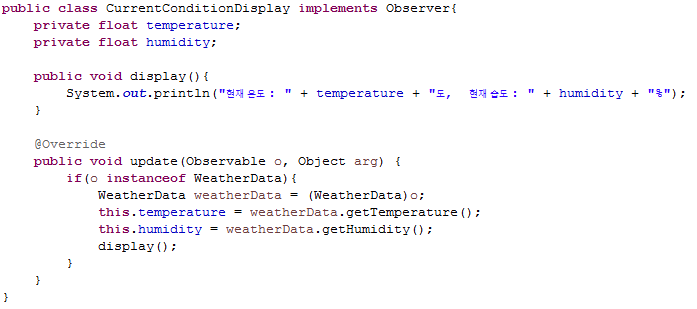 public class CurrentConditionDisplay implements Observer{
private float temperature;
private float humidity;
public void display(){
System.out.println("현재 온도 : " + temperature + "도,  현재 습도 : " + humidity + "%");
}
@Override
public void update(Observable o, Object arg) {
if(o instanceof WeatherData){
WeatherData weatherData = (WeatherData)o;
this.temperature = weatherData.getTemperature();
this.humidity = weatherData.getHumidity();
display();
}
}
}